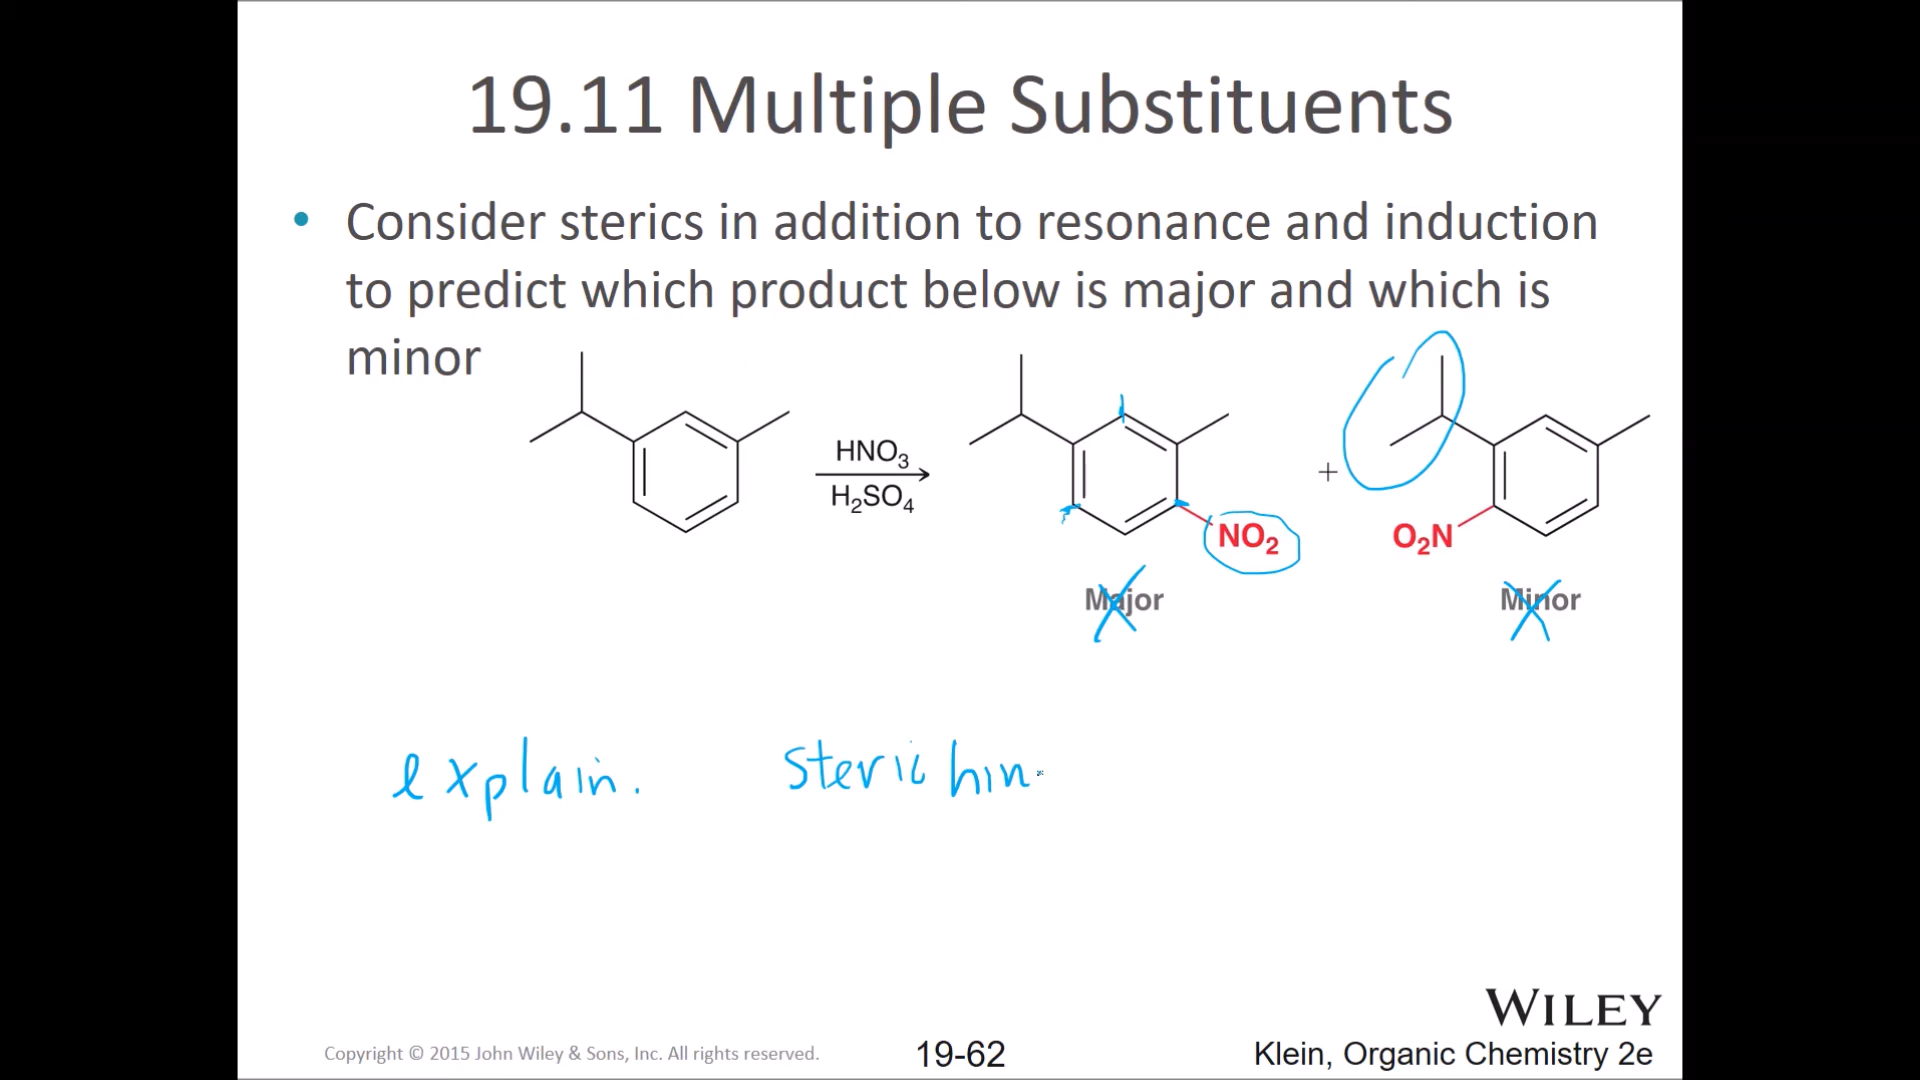 19.11 Multiple Substituents
• Consider sterics in addition to resonance and induction
to predict which product below is major and which is
minor
HNO3
H2SO4
+
NO2
O2N
Major
Minor
explain. Steric hin
WILEY
Copyright © 2015 John Wiley & Sons, Inc. All rights reserved.
19-62
Klein, Organic Chemistry 2e